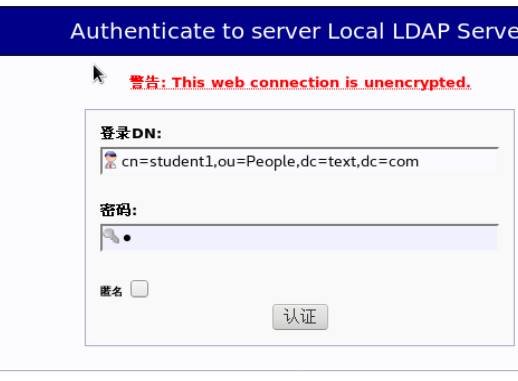 Authenticate to server Local LDAP Serve
警告: This web connection is unencrypted.
登录DN:
cn=student1,ou=People,dc=text,dc=com
密码:
•
匿名
认证